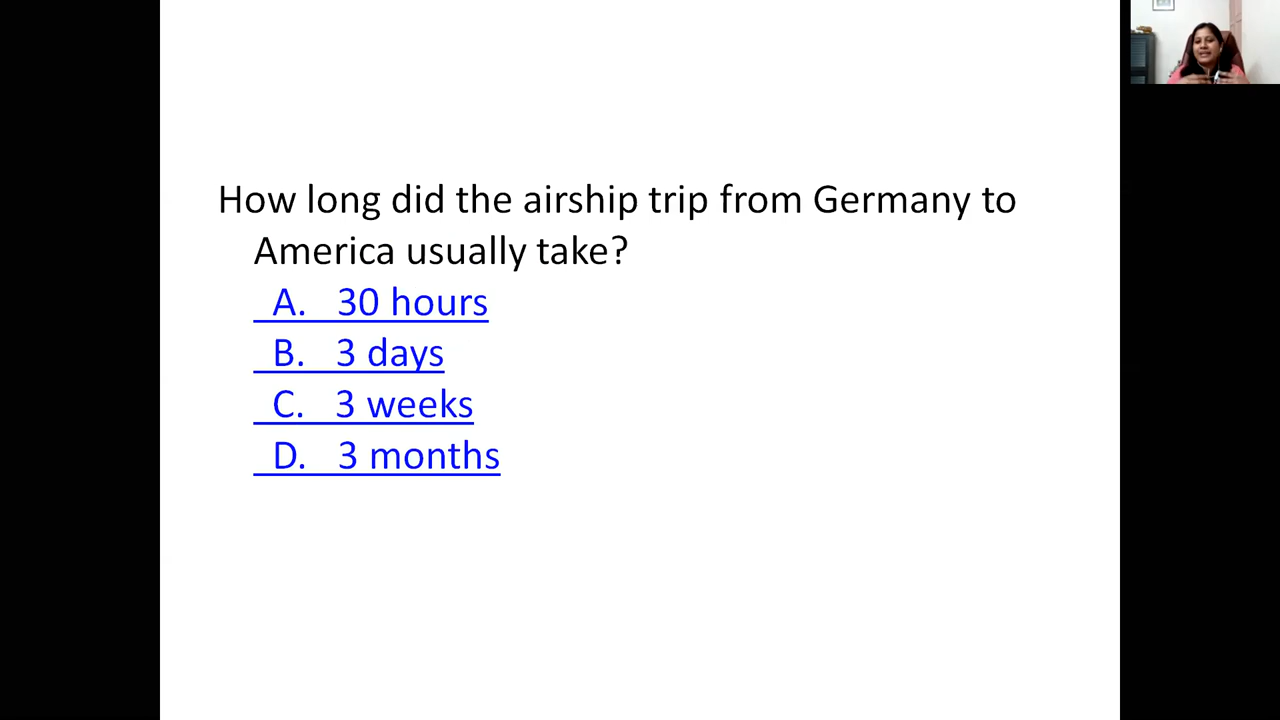 How long did the airship trip from Germany to
America usually take?
A. 30 hours
B. 3 days
C. 3 weeks
D. 3 months